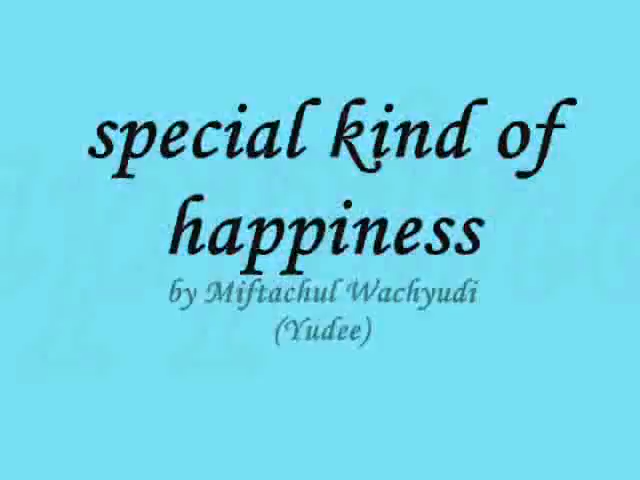 special kind of
happiness
by Miftachul Wachyudi
(Yudee)